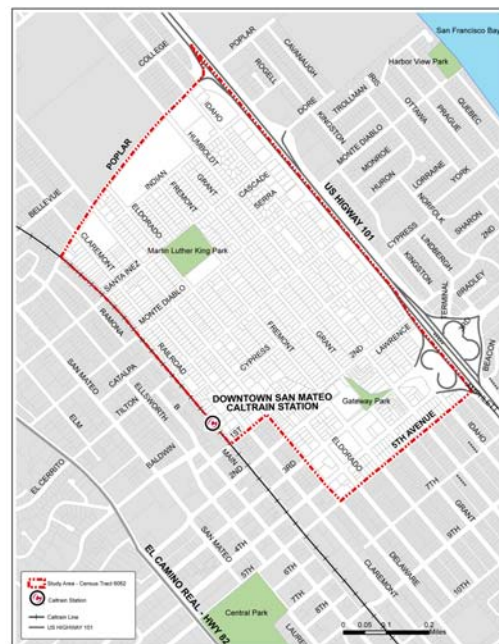 San Francisco Bay
COLLEGE
POPLAR
CAVANAUGH
ROGELL
Harbor View Park
DORE
TROLLMAN
IRIS
KINGSTON
OTTAWA
PRAGUE
QUEBEC
IDAHO
MONTE DIABLO
POPLAR
HUMBOLDT
MONROE
HURON
LORRAINE
YORK
INDIAN
GRANT
CASCADE
US HIGWAY 101
NORFOLK
BELLEVUE
FREMONT
SERRA
SHARON
2ND
ELDORADO
CYPRESS
LINDBERGH
CLAREMONT
Martin Luther King Park
KINGSTON
TERMINAL
BRADLEY
SANTA INEZ
MONTE DIABLO
BEACON
RAMONA
RAILROAD
CYPRESS
FREMONT
GRANT
2ND
LAWRENCE
SAN MATEO
CATALPA
ELM
TILTON
ELLSWORTH
B
DOWNTOWN SAN MATEO
CALTRAIN STATION
Gateway Park
1ST
ELDORADO
5TH AVENUE
IDAHO
EL CERRITO
BALDWIN
MAIN
2ND
3RD
7TH
GRANT
9TH
SAN MATEO
4TH
5TH
6TH
7TH
8TH
CLAREMONT
DELAWARE
10TH
EL CAMINO REAL - HWY 82
Central Park
LAUREL
Study Area - Census Tract 6062
Caltrain Station
Caltrain Line
US HIGHWAY 101
0 0.05 0.1 0.2
Miles